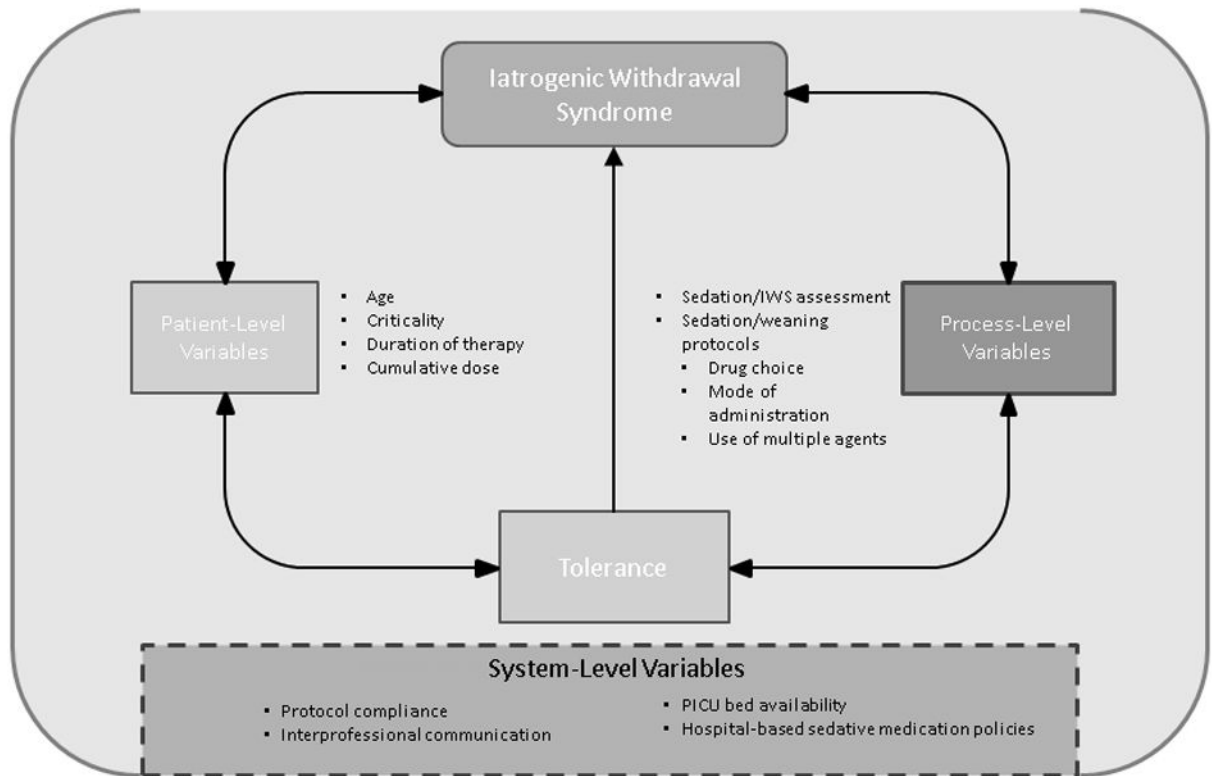 Iatrogenic Withdrawal
Syndrome
Patient-Level
Variables
▪ Age
▪ Criticality
▪ Duration of therapy
▪ Cumulative dose
▪ Sedation/IWS assessment
▪ Sedation/weaning
protocols
▪ Drug choice
▪ Mode of
administration
▪ Use of multiple agents
Process-Level
Variables
Tolerance
System-Level Variables
▪ Protocol compliance
▪ Interprofessional communication
▪ PICU bed availability
▪ Hospital-based sedative medication policies